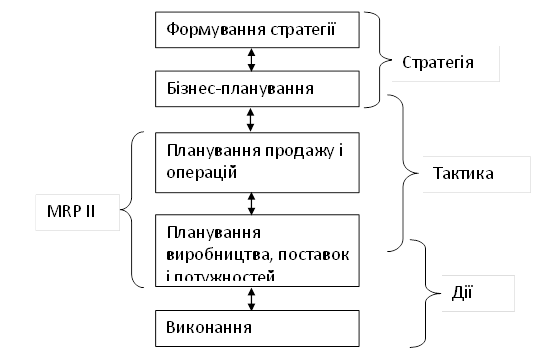 Формування стратегії
Стратегія
Бізнес-планування
Планування продажу і
операцій
Тактика
MRP II
Планування
виробництва, поставок
і потужностей
Дії
Виконання